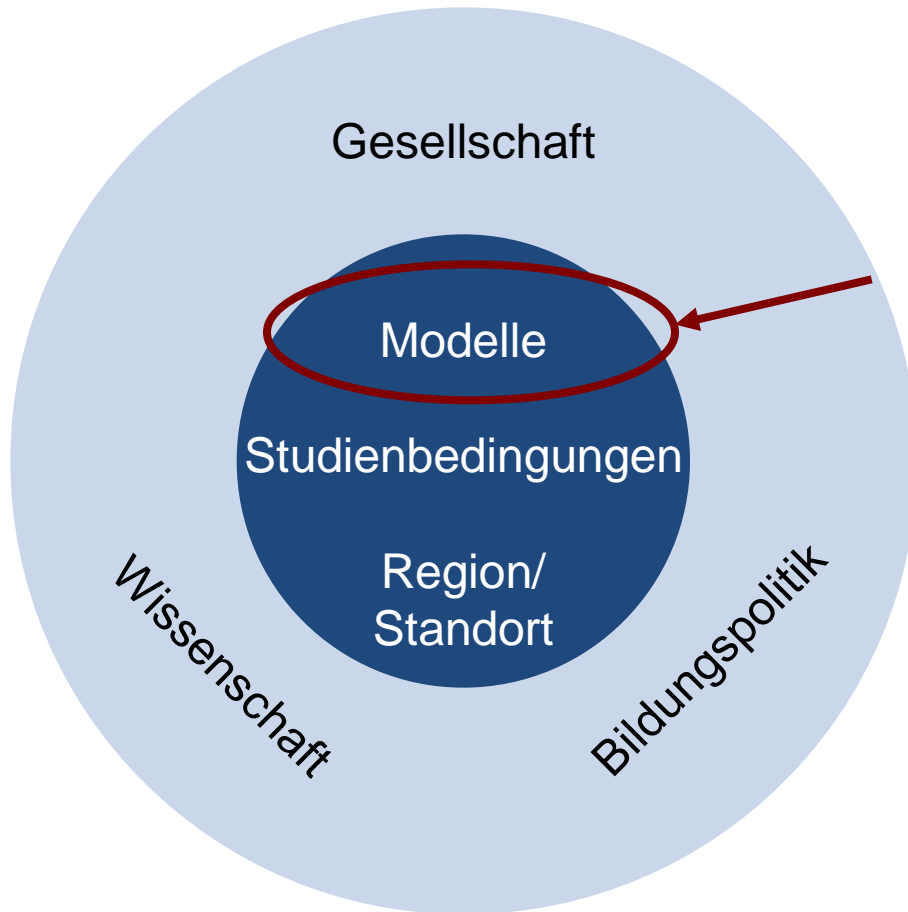 Gesellschaft
Modelle
Studienbedingungen
Region/
Standort
Wissenschaft
Bildungspolitik